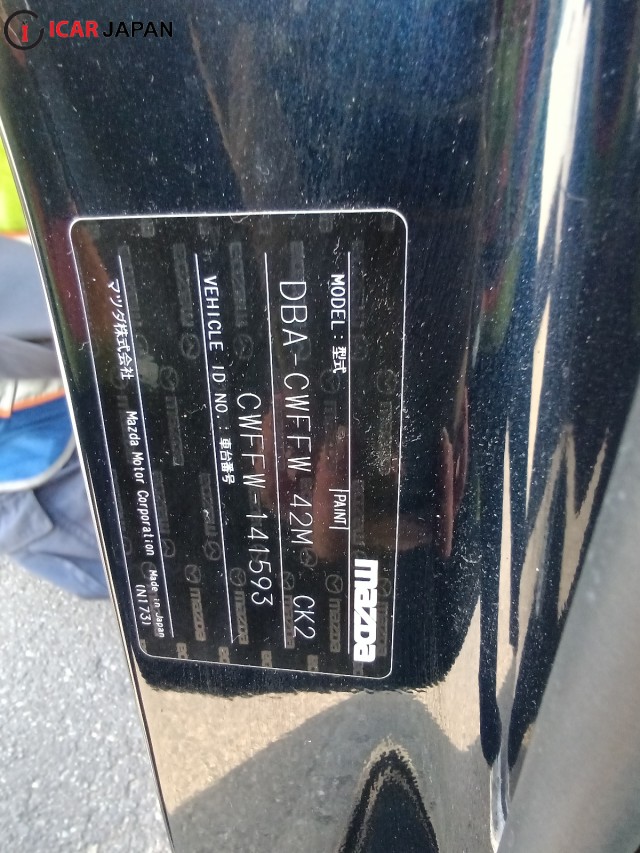 ICAR JAPAN
mazda
MODEL : 型式 PAINT
DBA-CWFFW 42M CK2
VEHICLE ID NO. : 車台番号
CWFFW-141593
マツダ株式会社 Mazda Motor Corporation Made in Japan
(N173)